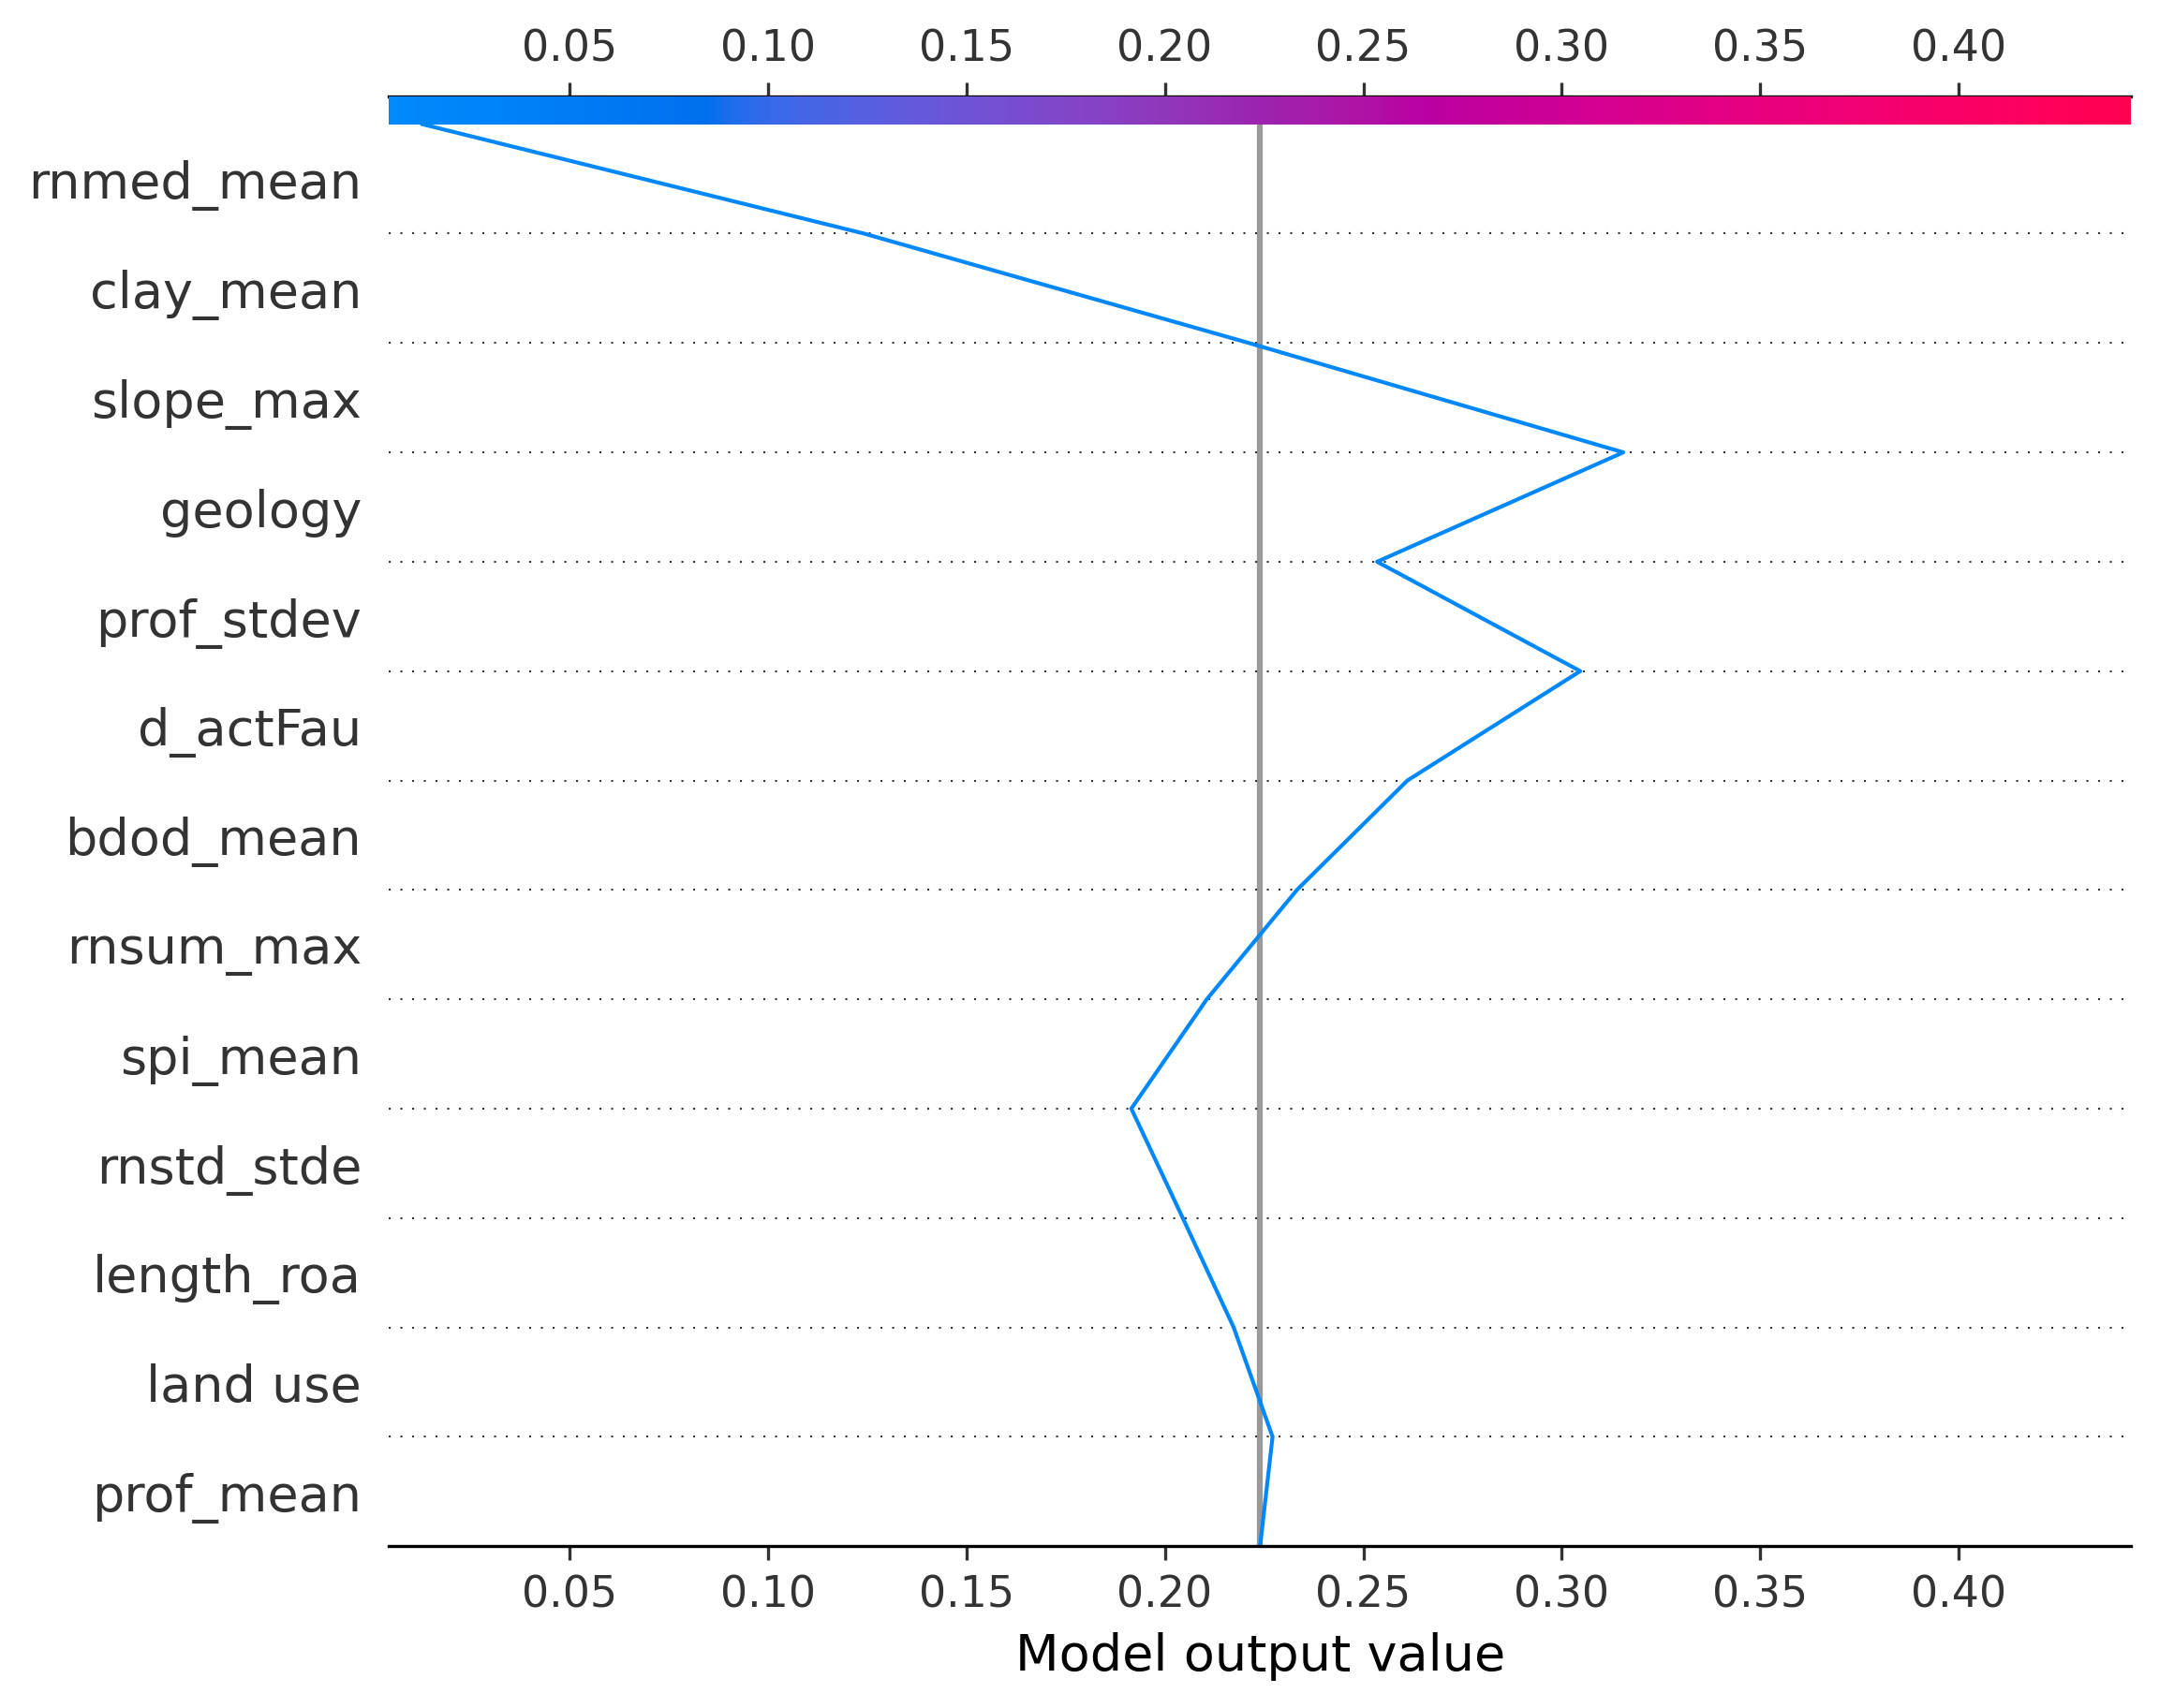 0.05 0.10 0.15 0.20 0.25 0.30 0.35 0.40
rnmed_mean
clay_mean
slope_max
geology
prof_stdev
d_actFau
bdod_mean
rnsum_max
spi_mean
rnstd_stde
length_roa
land use
prof_mean
0.05 0.10 0.15 0.20 0.25 0.30 0.35 0.40
Model output value